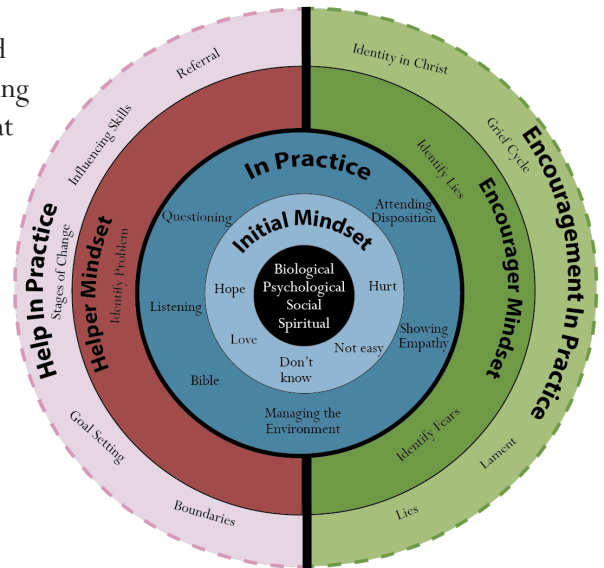 d
ng
at
Referral
Influencing Skills
Stages of Change
Help In Practice
Goal Setting
Boundaries
Helper Mindset
Identify Problem
Identity in Christ
Grief Cycle
Encouragement In Practice
Lament
Lies
Identify Lies
Encourager Mindset
Identify Fears
In Practice
Questioning
Listening
Bible
Managing the
Environment
Attending
Disposition
Showing
Empathy
Initial Mindset
Hope
Love
Don't
know
Not easy
Hurt
Biological
Psychological
Social
Spiritual